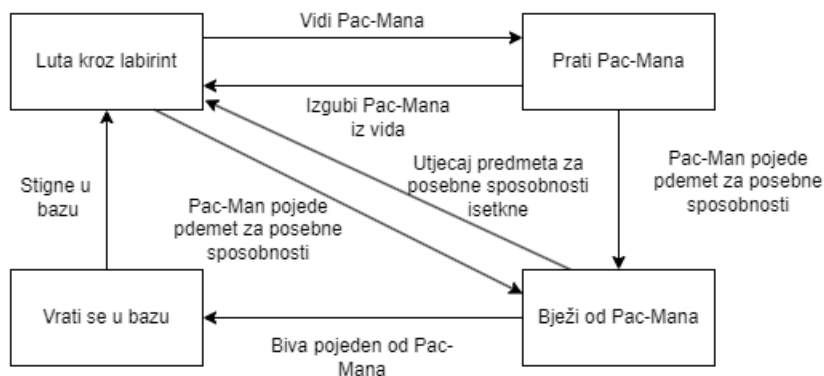 Vidi Pac-Mana
Luta kroz labirint
Prati Pac-Mana
Izgubi Pac-Mana
iz vida
Utjecaj predmeta za
posebne sposobnosti
isetkne
Pac-Man pojede
pdemet za posebne
sposobnosti
Stigne u
bazu
Pac-Man pojede
pdemet za posebne
sposobnosti
Vrati se u bazu
Bježi od Pac-Mana
Biva pojeden od Pac-
Mana